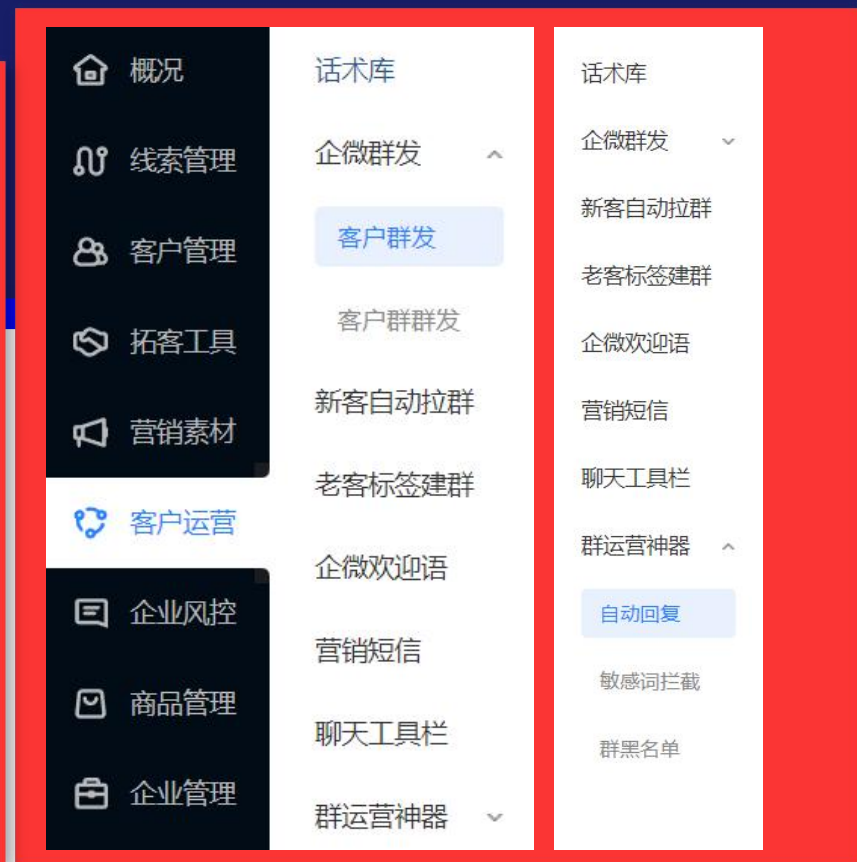 概况
线索管理
客户管理
拓客工具
营销素材
客户运营
企业风控
商品管理
企业管理
话术库
企微群发
客户群发
客户群群发
新客自动拉群
老客标签建群
企微欢迎语
营销短信
聊天工具栏
群运营神器
话术库
企微群发
新客自动拉群
老客标签建群
企微欢迎语
营销短信
聊天工具栏
群运营神器
自动回复
敏感词拦截
群黑名单